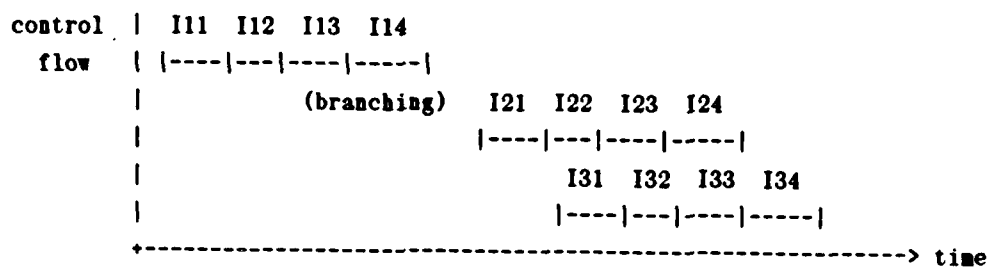 control | I11 I12 I13 I14
flow | |----|---|----|-----|
| (branching) I21 I22 I23 I24
| |----|---|----|-----|
| I31 I32 I33 I34
| |----|---|----|-----|
+----------------------------------------------------------> time